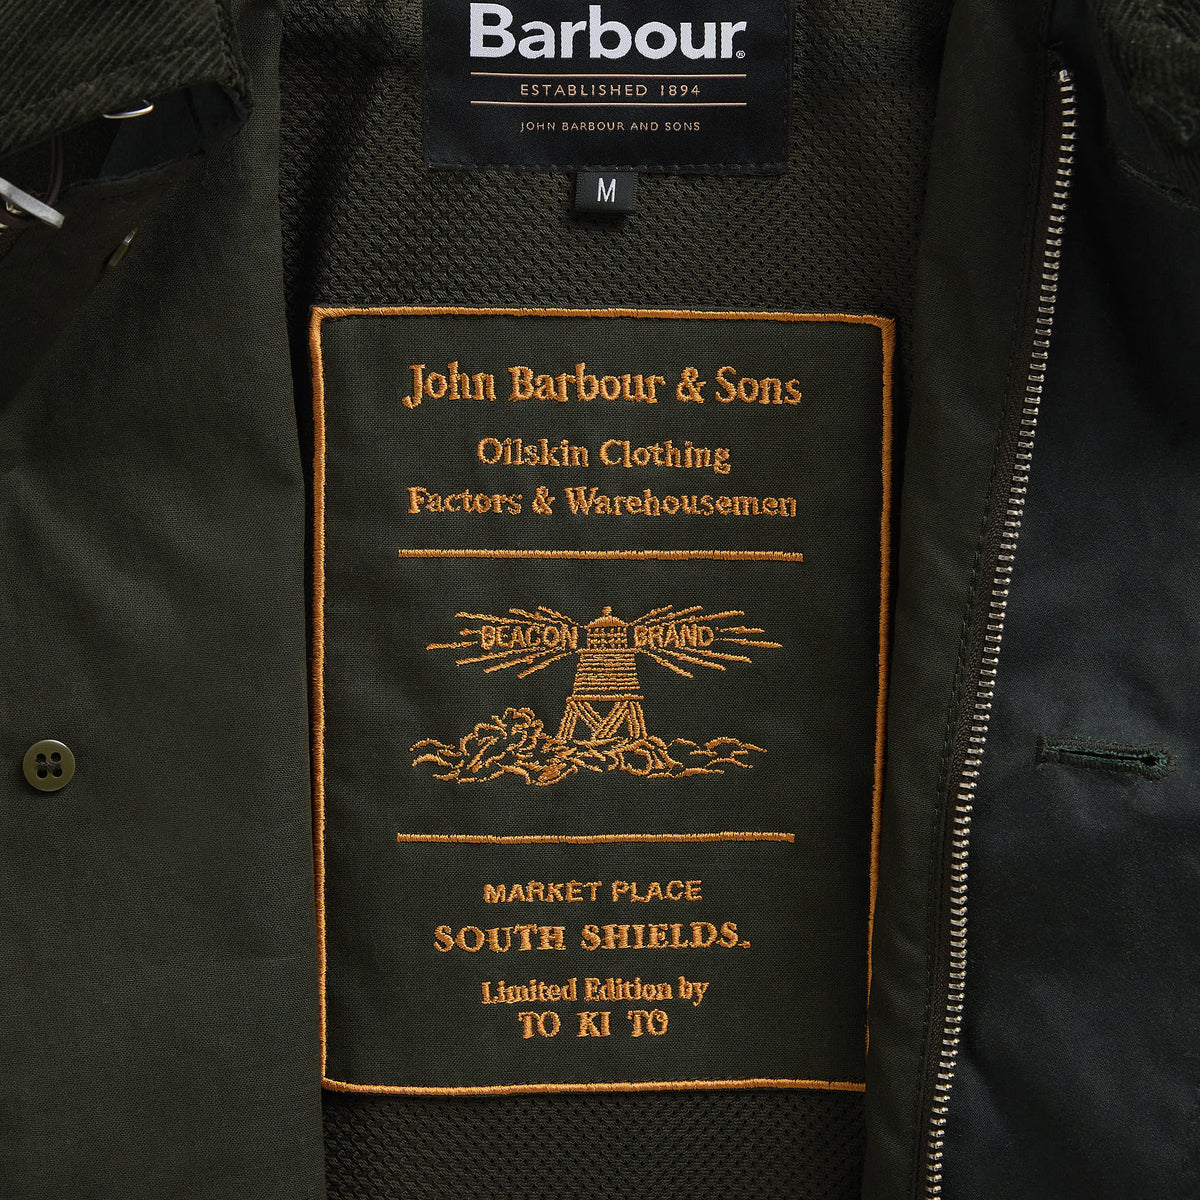 Barbour®
ESTABLISHED 1894
JOHN BARBOUR AND SONS
M
John Barbour & Sons
Oilskin Clothing
Factors & Warehousemen
BEACON BRAND
MARKET PLACE
SOUTH SHIELDS.
Limited Edition by
TO KI TO